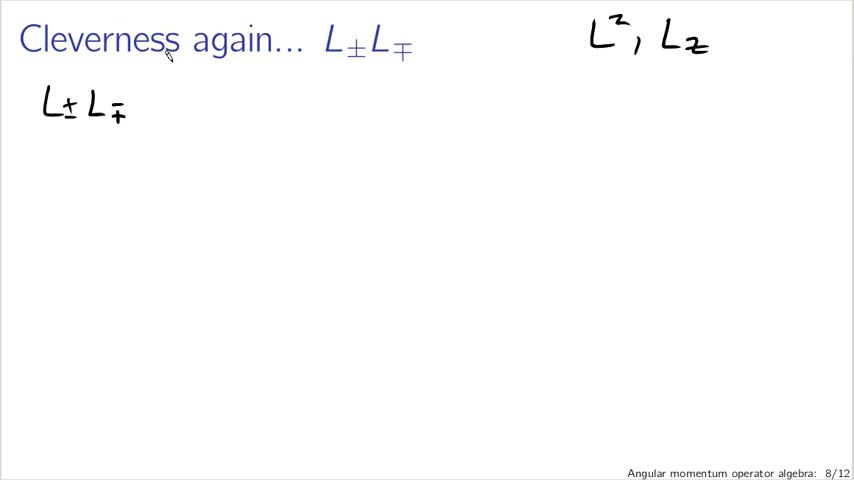 Cleverness again... L±L∓
L², Lz
L± L∓
Angular momentum operator algebra: 8/12